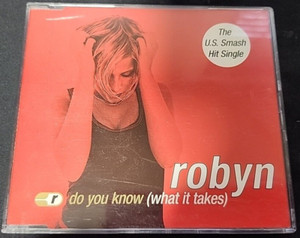 The
U.S. Smash
Hit Single
robyn
r do you know (what it takes)